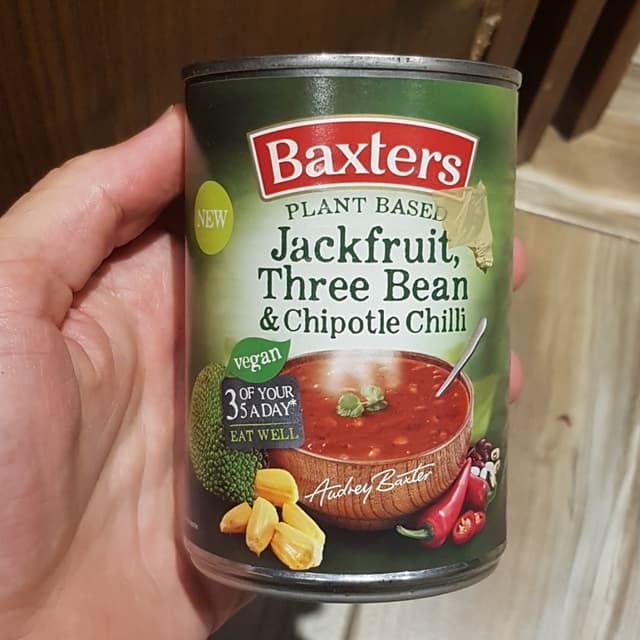 Baxters
NEW
PLANT BASED
Jackfruit,
Three Bean
& Chipotle Chilli
vegan
3 OF YOUR
5 A DAY*
EAT WELL
Audrey Baxter